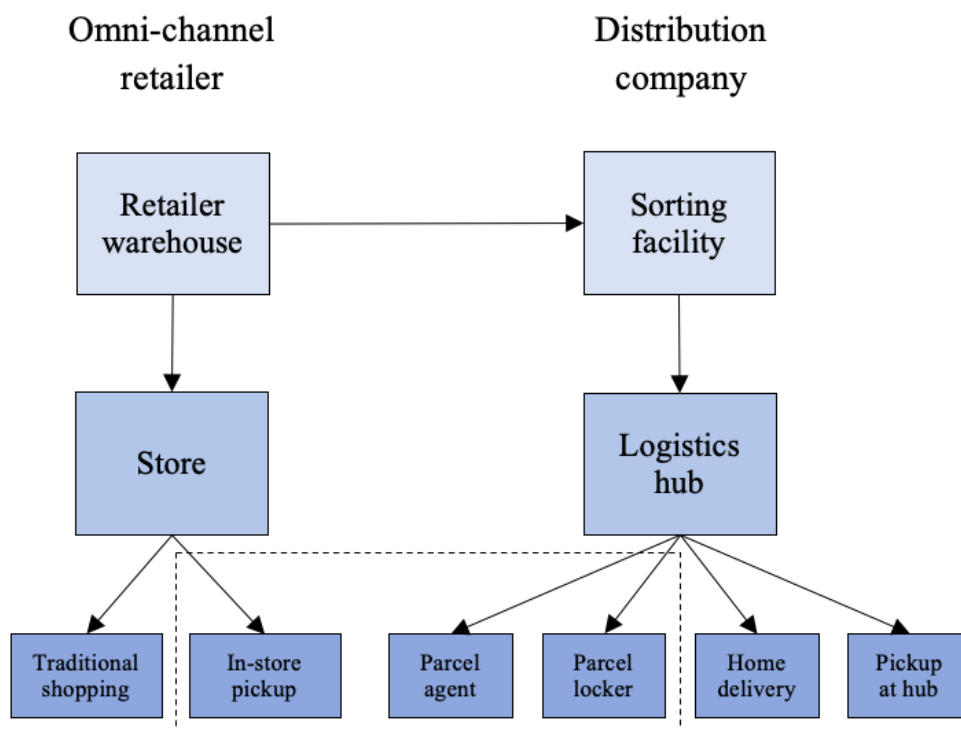 Omni-channel
retailer
Distribution
company
Retailer
warehouse
Sorting
facility
Store
Logistics
hub
Traditional
shopping
In-store
pickup
Parcel
agent
Parcel
locker
Home
delivery
Pickup
at hub